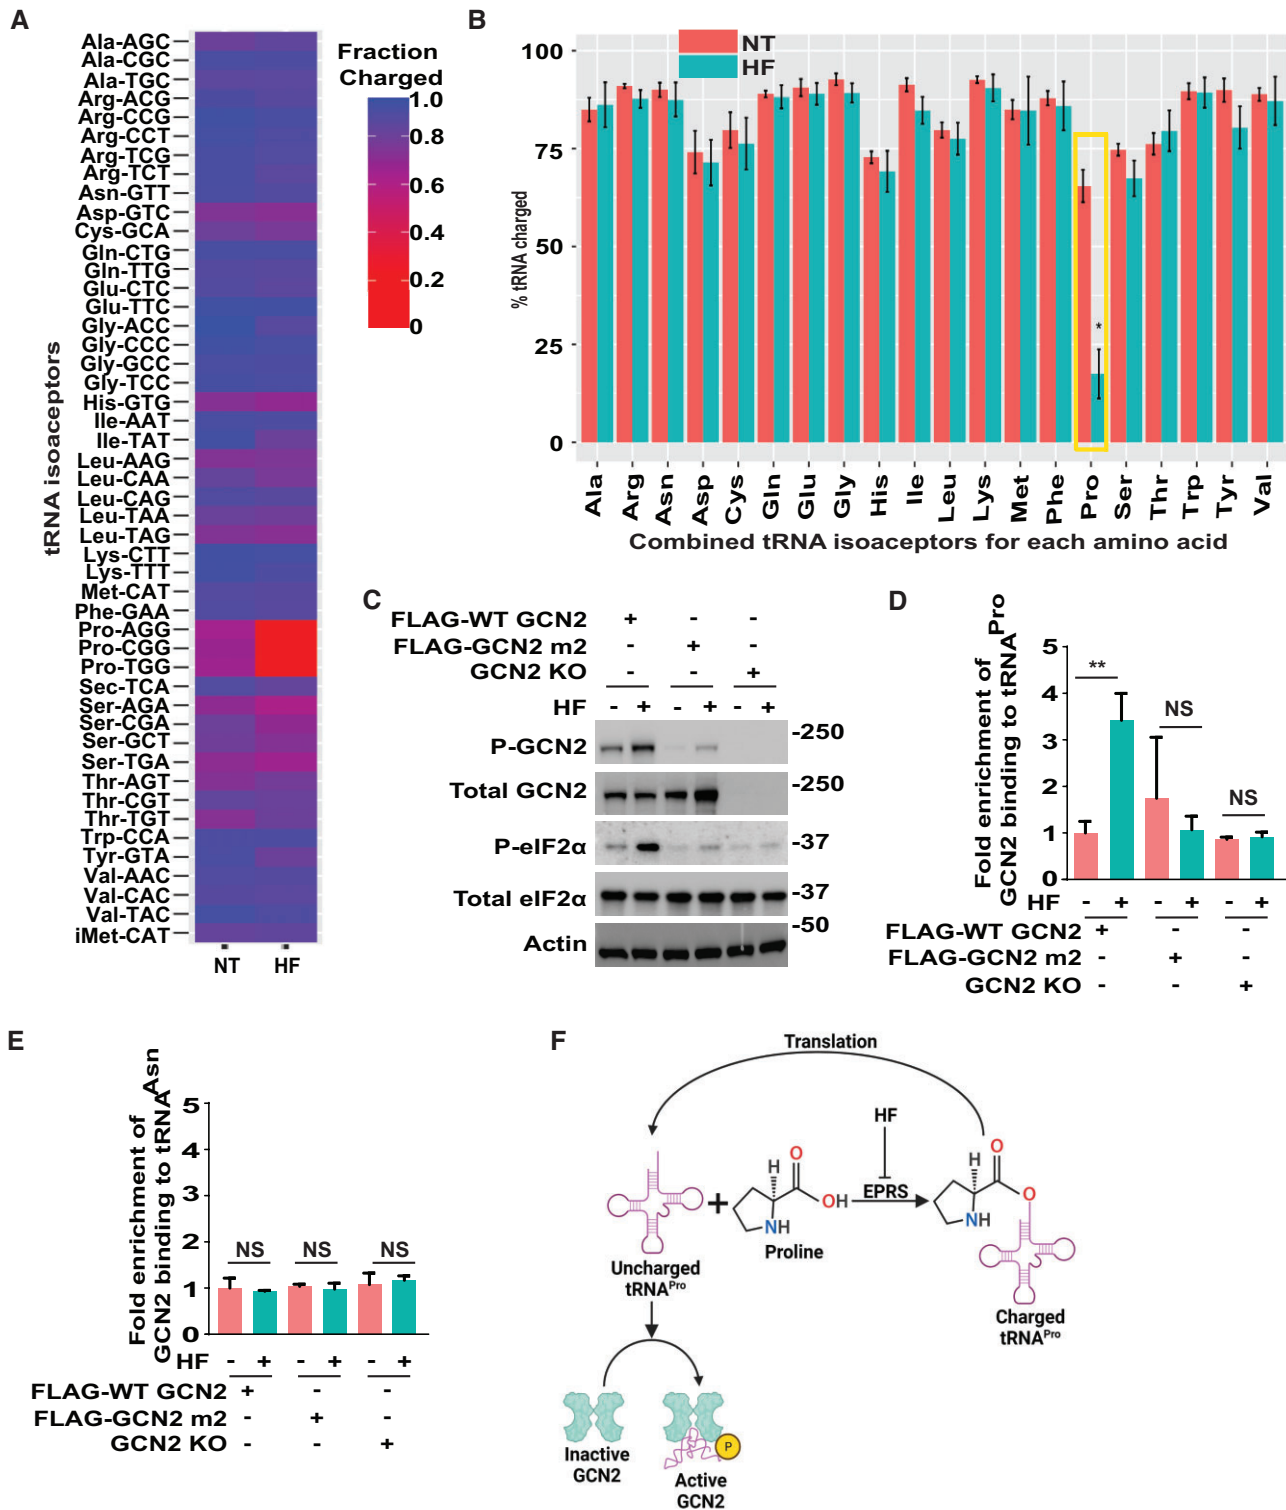 A
Fraction
Charged
1.0
0.8
0.6
0.4
0.2
0
tRNA isoaceptors
Ala-AGC
Ala-CGC
Ala-TGC
Arg-ACG
Arg-CCG
Arg-CCT
Arg-TCG
Arg-TCT
Asn-GTT
Asp-GTC
Cys-GCA
Gln-CTG
Gln-TTG
Glu-CTC
Glu-TTC
Gly-ACC
Gly-CCC
Gly-GCC
Gly-TCC
His-GTG
Ile-AAT
Ile-TAT
Leu-AAG
Leu-CAA
Leu-CAG
Leu-TAA
Leu-TAG
Lys-CTT
Lys-TTT
Met-CAT
Phe-GAA
Pro-AGG
Pro-CGG
Pro-TGG
Sec-TCA
Ser-AGA
Ser-CGA
Ser-GCT
Ser-TGA
Thr-AGT
Thr-CGT
Thr-TGT
Trp-CCA
Tyr-GTA
Val-AAC
Val-CAC
Val-TAC
iMet-CAT
NT HF
B
NT
HF
% tRNA charged
100
75
50
25
0
*
Ala Arg Asn Asp Cys Gln Glu Gly His Ile Leu Lys Met Phe Pro Ser Thr Trp Tyr Val
Combined tRNA isoaceptors for each amino acid
C
FLAG-WT GCN2 + - -
FLAG-GCN2 m2 - + -
GCN2 KO - - +
HF - + - + - +
P-GCN2 -250
Total GCN2 -250
P-eIF2α -37
Total eIF2α -37
-50
Actin
D
Fold enrichment of
GCN2 binding to tRNAPro
5
4
3
2
1
0
** NS NS
HF - + - + - +
FLAG-WT GCN2 + - -
FLAG-GCN2 m2 - + -
GCN2 KO - - +
E
Fold enrichment of
GCN2 binding to tRNAAsn
5
4
3
2
1
0
NS NS NS
HF - + - + - +
FLAG-WT GCN2 + - -
FLAG-GCN2 m2 - + -
GCN2 KO - - +
F
Translation
HF
EPRS
H O OH NH
+
H O O NH
Proline
Uncharged
tRNAPro
Charged
tRNAPro
Inactive
GCN2
P
Active
GCN2